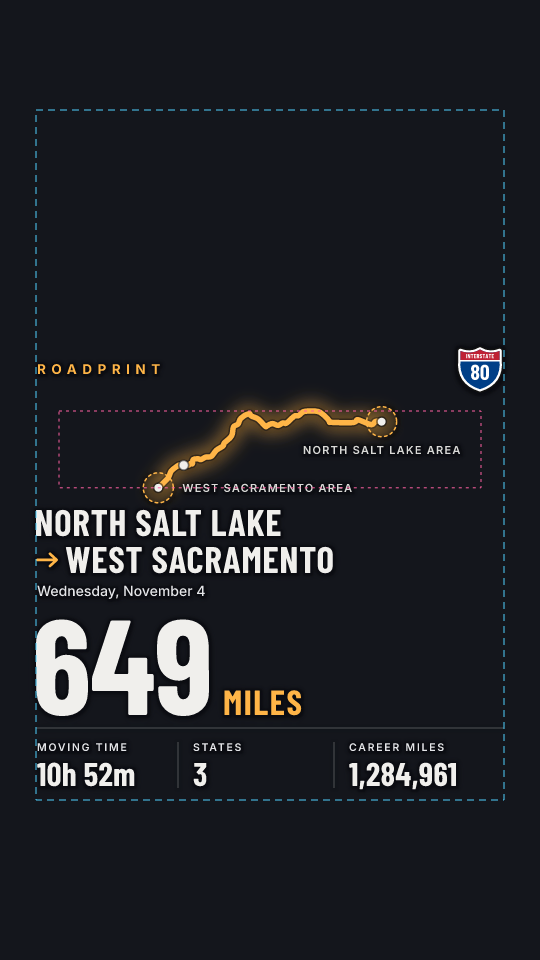 ROADPRINT
INTERSTATE
80
NORTH SALT LAKE AREA
WEST SACRAMENTO AREA
NORTH SALT LAKE
→ WEST SACRAMENTO
Wednesday, November 4
649 MILES
MOVING TIME
10h 52m
STATES
3
CAREER MILES
1,284,961